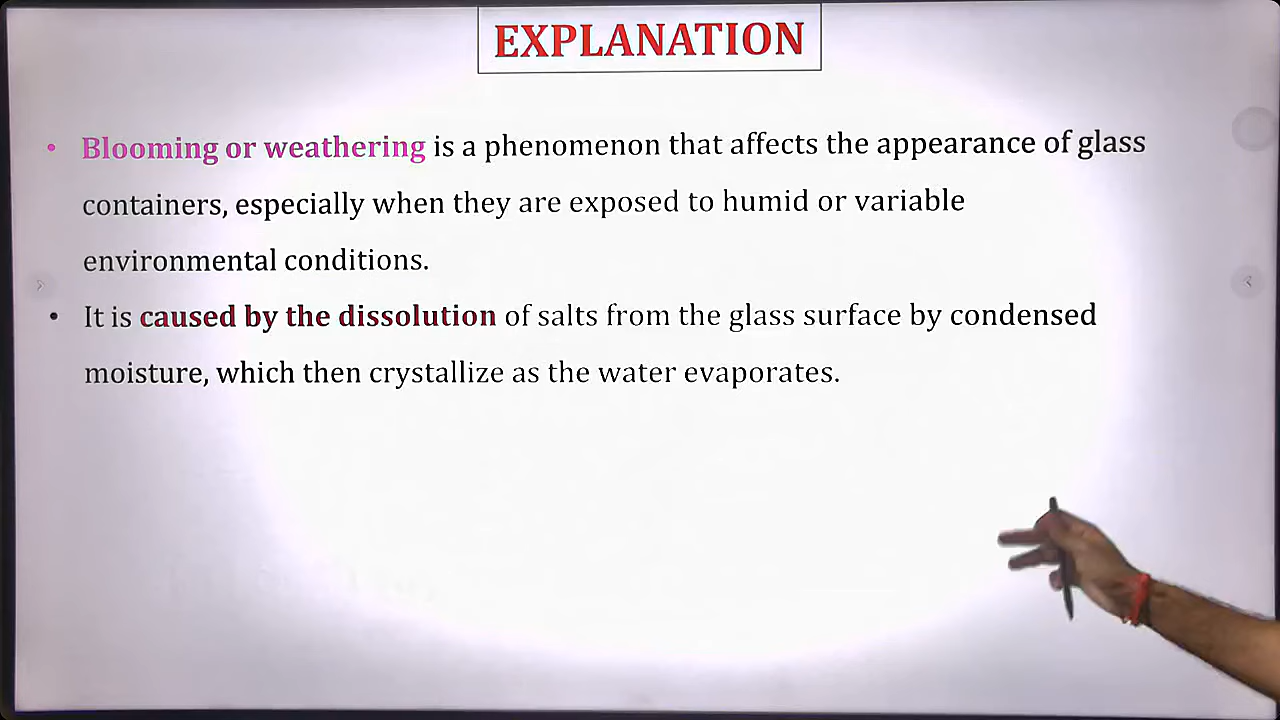 EXPLANATION
• Blooming or weathering is a phenomenon that affects the appearance of glass
containers, especially when they are exposed to humid or variable
environmental conditions.
• It is caused by the dissolution of salts from the glass surface by condensed
moisture, which then crystallize as the water evaporates.